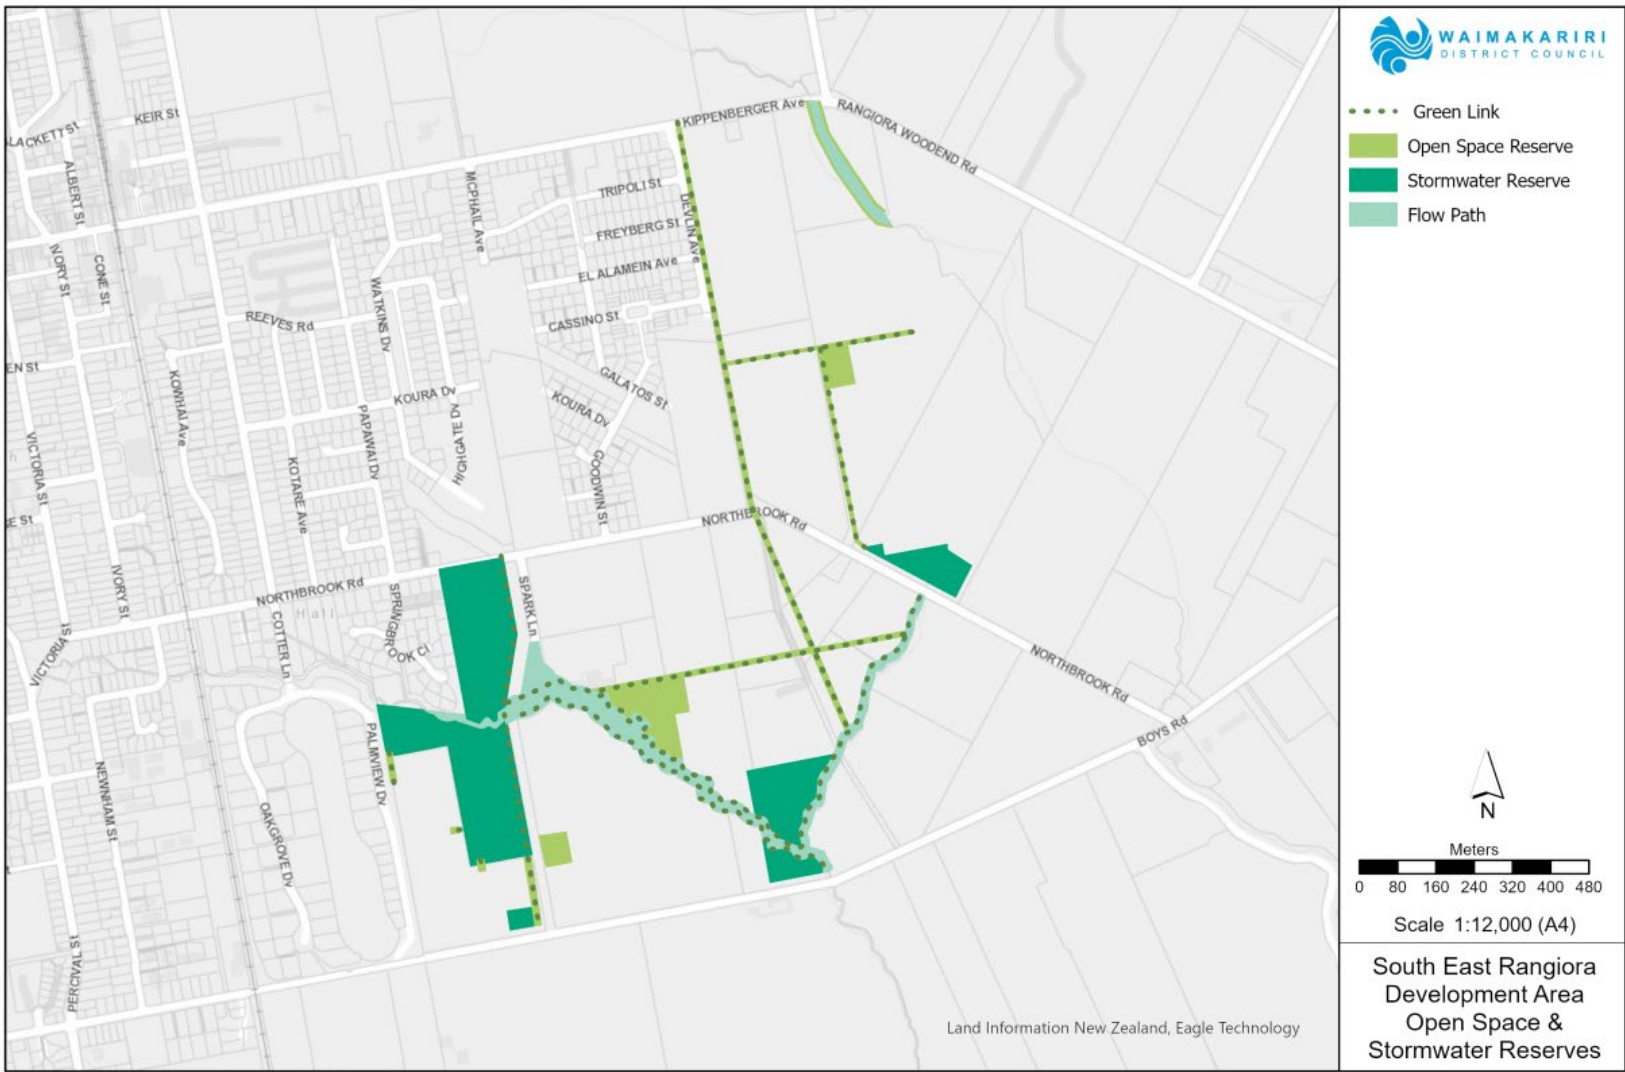 WAIMAKARIRI
DISTRICT COUNCIL
Green Link
Open Space Reserve
Stormwater Reserve
Flow Path
KIPPENBERGER Ave
RANGIORA WOODEND Rd
KEIR St
ALBERT St
MCPHAIL Ave
TRIPOLI St
DEVLIN Ave
FREYBERG St
IVORY St
CONE St
EL ALAMEIN Ave
WATKINS Dv
REEVES Rd
CASSINO St
EN St
KOWHAI Ave
GALATOS St
KOURA Dv
KOURA Dv
PAPAWAI Dv
HIGHGATE Dv
VICTORIA St
KOTARE Ave
GOODWIN St
NORTHBROOK Rd
IVORY St
NORTHBROOK Rd
Hall
SPRINGBROOK Cl
SPARK Ln
COTTER Ln
VICTORIA St
NORTHBROOK Rd
BOYS Rd
PALMVIEW Dv
NEWNHAM St
OAKGROVE Dv
PERCIVAL St
N
Meters
0 80 160 240 320 400 480
Scale 1:12,000 (A4)
South East Rangiora
Development Area
Open Space &
Stormwater Reserves
Land Information New Zealand, Eagle Technology